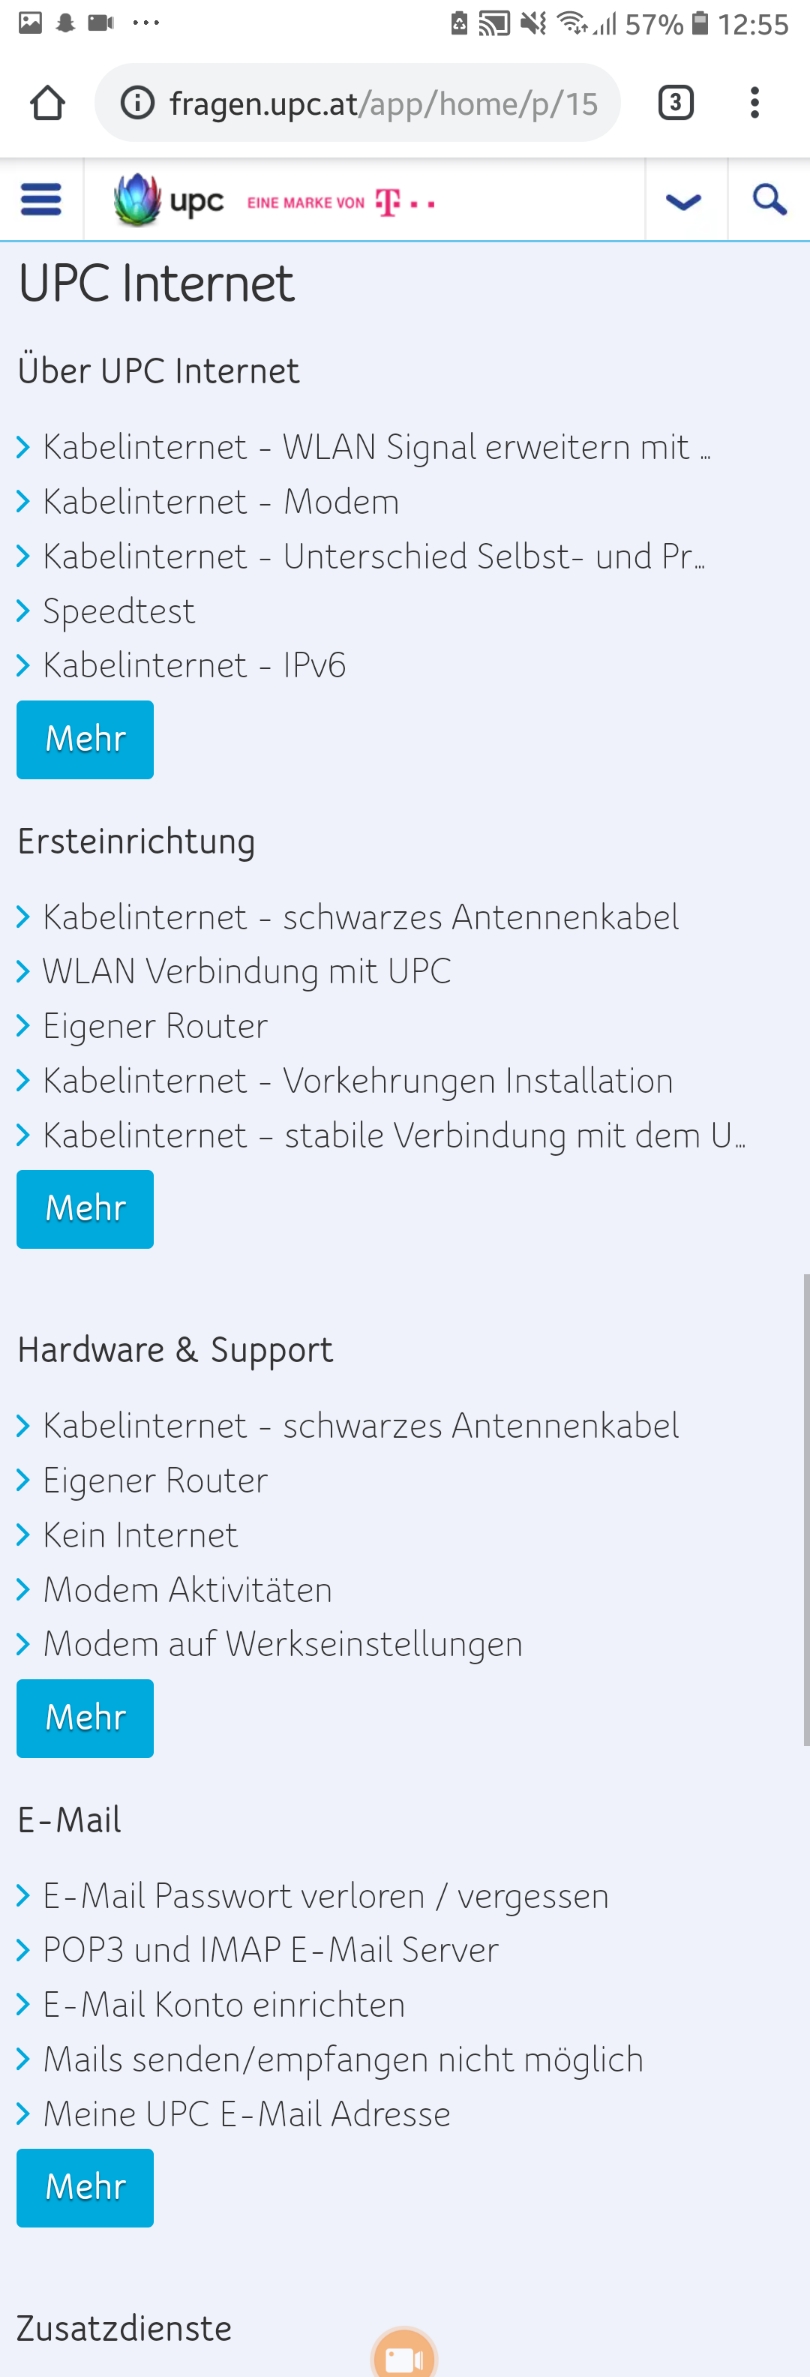 57% 12:55
fragen.upc.at/app/home/p/15
3
upc EINE MARKE VON T
UPC Internet
Über UPC Internet
Kabelinternet - WLAN Signal erweitern mit ...
Kabelinternet - Modem
Kabelinternet - Unterschied Selbst- und Pr...
Speedtest
Kabelinternet - IPv6
Mehr
Ersteinrichtung
Kabelinternet - schwarzes Antennenkabel
WLAN Verbindung mit UPC
Eigener Router
Kabelinternet - Vorkehrungen Installation
Kabelinternet – stabile Verbindung mit dem U...
Mehr
Hardware & Support
Kabelinternet - schwarzes Antennenkabel
Eigener Router
Kein Internet
Modem Aktivitäten
Modem auf Werkseinstellungen
Mehr
E-Mail
E-Mail Passwort verloren / vergessen
POP3 und IMAP E-Mail Server
E-Mail Konto einrichten
Mails senden/empfangen nicht möglich
Meine UPC E-Mail Adresse
Mehr
Zusatzdienste